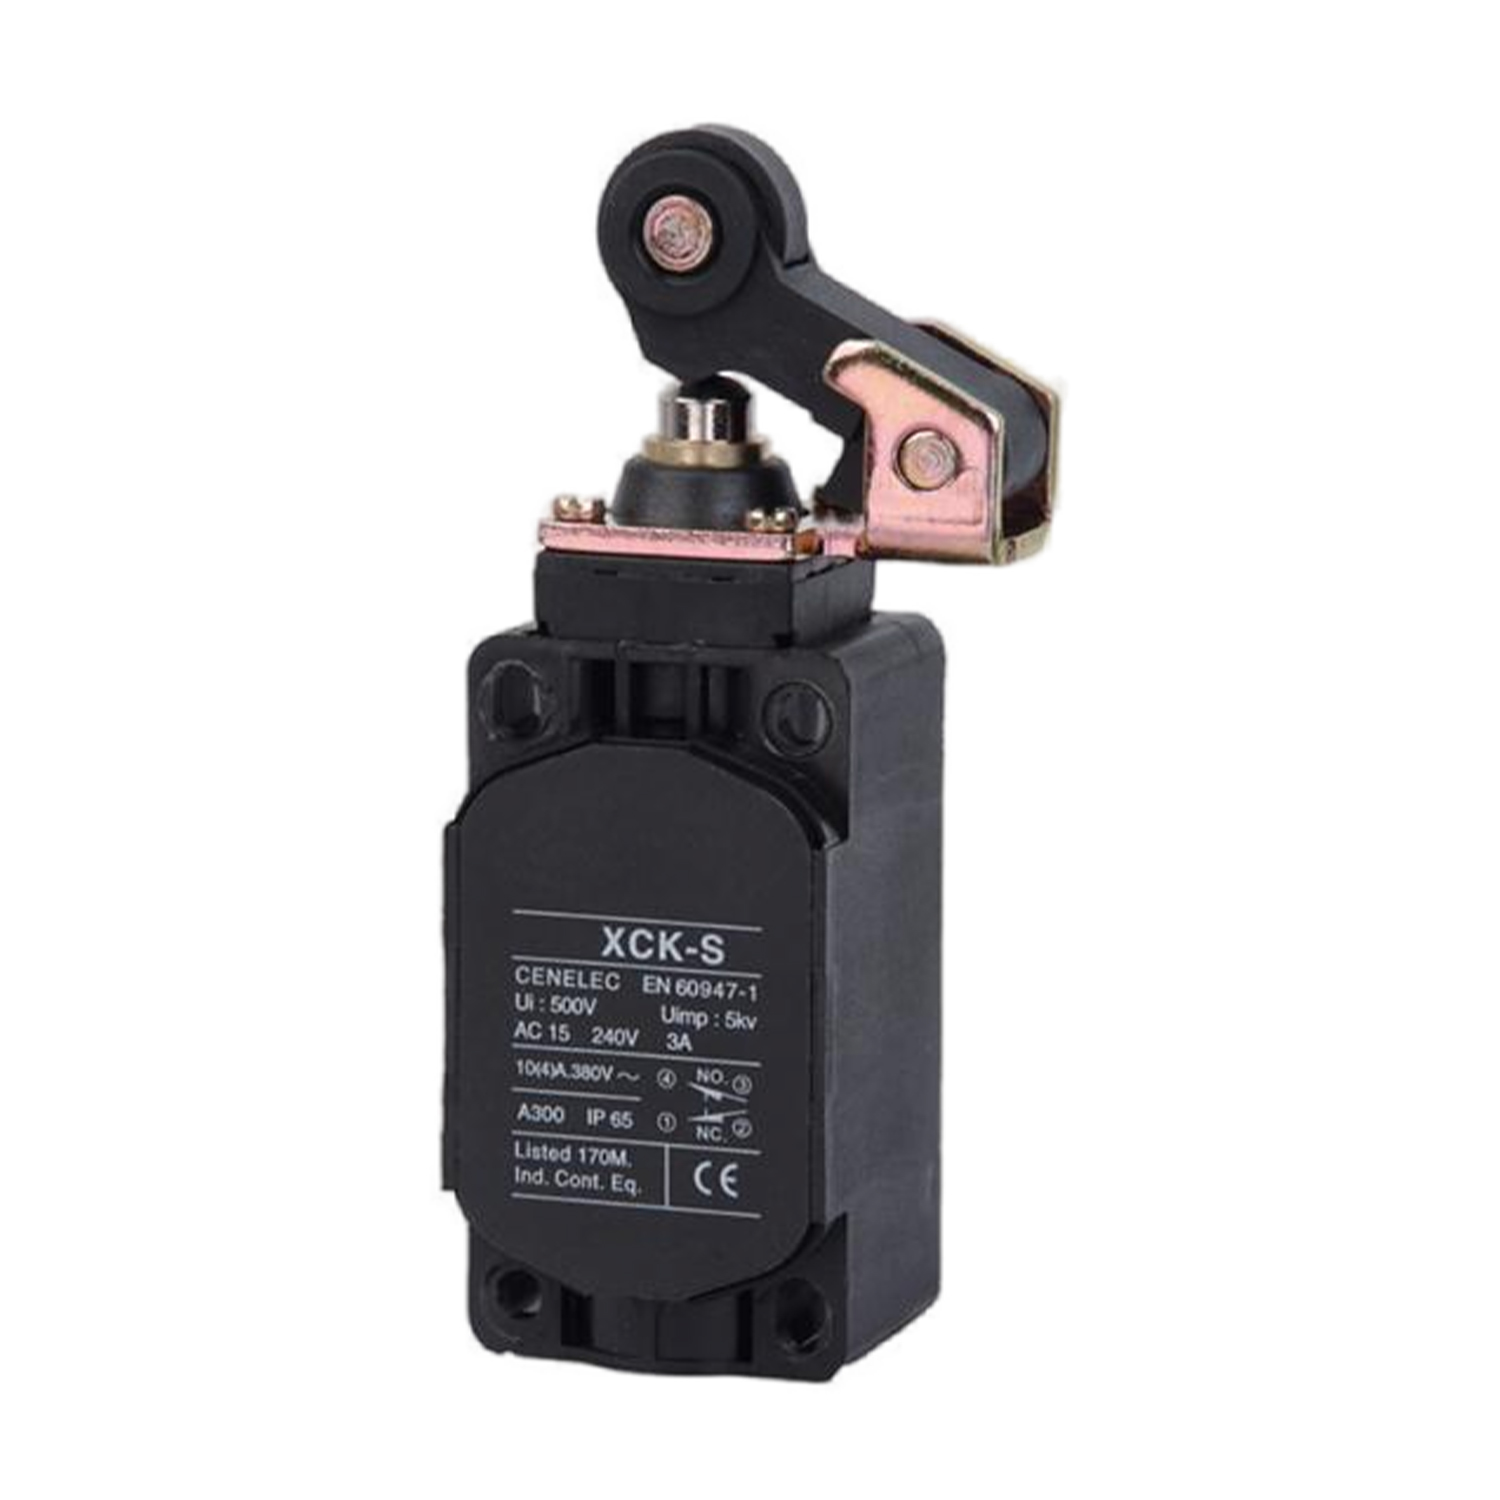 XCK-S
CENELEC EN 60947-1
Ui : 500V Uimp : 5kv
AC 15 240V 3A
10(4)A.380V ~ ④ NO. ③
A300 IP 65 ① NC. ②
Listed 170M.
Ind. Cont. Eq. CE